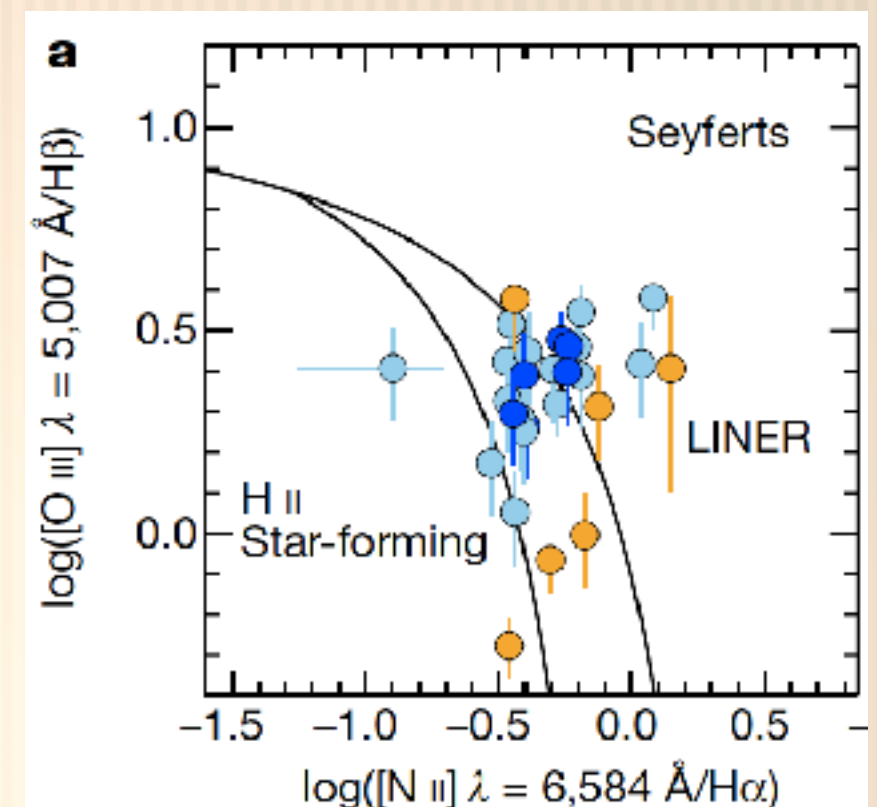 a
log([O III] λ = 5,007 Å/Hβ)
1.0
0.5
0.0
Seyferts
LINER
H II
Star-forming
−1.5
−1.0
−0.5
0.0
0.5
−
log([N II] λ = 6,584 Å/Hα)